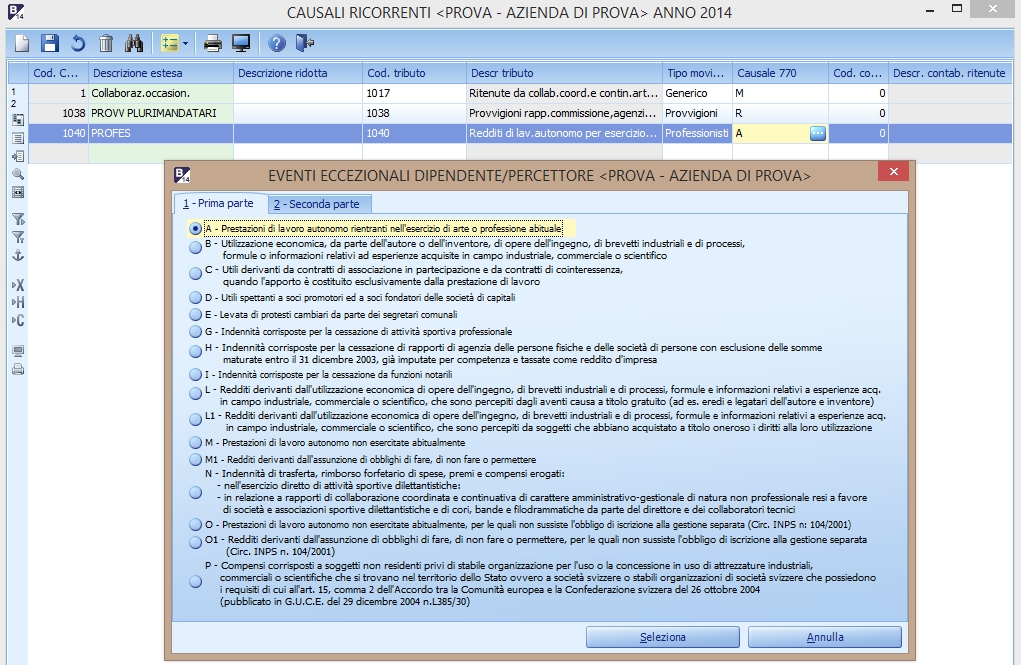 B 14 CAUSALI RICORRENTI <PROVA - AZIENDA DI PROVA> ANNO 2014
Cod. C... Descrizione estesa Descrizione ridotta Cod. tributo Descr tributo Tipo movi... Causale 770 Cod. co... Descr. contab. ritenute
1 Collaboraz.occasion. 1017 Ritenute da collab.coord.e contin.art... Generico M 0
1038 PROVV PLURIMANDATARI 1038 Provvigioni rapp.commissione,agenzi... Provvigioni R 0
1040 PROFES 1040 Redditi di lav.autonomo per esercizio... Professionisti A ... 0
1
2
X
H
C
B 14 EVENTI ECCEZIONALI DIPENDENTE/PERCETTORE <PROVA - AZIENDA DI PROVA>
1 - Prima parte 2 - Seconda parte
A - Prestazioni di lavoro autonomo rientranti nell'esercizio di arte o professione abituale
B - Utilizzazione economica, da parte dell'autore o dell'inventore, di opere dell'ingegno, di brevetti industriali e di processi,
formule o informazioni relativi ad esperienze acquisite in campo industriale, commerciale o scientifico
C - Utili derivanti da contratti di associazione in partecipazione e da contratti di cointeressenza,
quando l'apporto è costituito esclusivamente dalla prestazione di lavoro
D - Utili spettanti a soci promotori ed a soci fondatori delle società di capitali
E - Levata di protesti cambiari da parte dei segretari comunali
G - Indennità corrisposte per la cessazione di attività sportiva professionale
H - Indennità corrisposte per la cessazione di rapporti di agenzia delle persone fisiche e delle società di persone con esclusione delle somme
maturate entro il 31 dicembre 2003, già imputate per competenza e tassate come reddito d'impresa
I - Indennità corrisposte per la cessazione da funzioni notarili
L - Redditi derivanti dall'utilizzazione economica di opere dell'ingegno, di brevetti industriali e di processi, formule e informazioni relativi a esperienze acq.
in campo industriale, commerciale o scientifico, che sono percepiti dagli aventi causa a titolo gratuito (ad es. eredi e legatari dell'autore e inventore)
L1 - Redditi derivanti dall'utilizzazione economica di opere dell'ingegno, di brevetti industriali e di processi, formule e informazioni relativi a esperienze acq.
in campo industriale, commerciale o scientifico, che sono percepiti da soggetti che abbiano acquistato a titolo oneroso i diritti alla loro utilizzazione
M - Prestazioni di lavoro autonomo non esercitate abitualmente
M1 - Redditi derivanti dall'assunzione di obblighi di fare, di non fare o permettere
N - Indennità di trasferta, rimborso forfetario di spese, premi e compensi erogati:
- nell'esercizio diretto di attività sportive dilettantistiche:
- in relazione a rapporti di collaborazione coordinata e continuativa di carattere amministrativo-gestionale di natura non professionale resi a favore
di società e associazioni sportive dilettantistiche e di cori, bande e filodrammatiche da parte del direttore e dei collaboratori tecnici
O - Prestazioni di lavoro autonomo non esercitate abitualmente, per le quali non sussiste l'obbligo di iscrizione alla gestione separata (Circ. INPS n: 104/2001)
O1 - Redditi derivanti dall'assunzione di obblighi di fare, di non fare o permettere, per le quali non sussiste l'obbligo di iscrizione alla gestione separata
(Circ. INPS n. 104/2001)
P - Compensi corrisposti a soggetti non residenti privi di stabile organizzazione per l'uso o la concessione in uso di attrezzature industriali,
commerciali o scientifiche che si trovano nel territorio dello Stato ovvero a società svizzere o stabili organizzazioni di società svizzere che possiedono
i requisiti di cui all'art. 15, comma 2 dell'Accordo tra la Comunità europea e la Confederazione svizzera del 26 ottobre 2004
(pubblicato in G.U.C.E. del 29 dicembre 2004 n.L385/30)
Seleziona Annulla